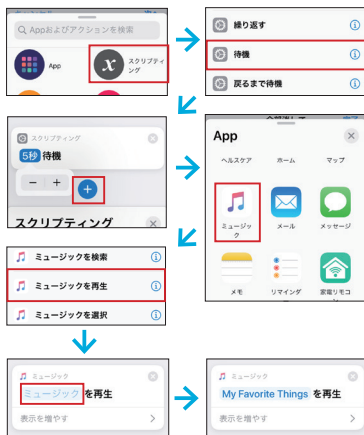 Appおよびアクションを検索
App
スクリプティ
ング
繰り返す
待機
戻るまで待機
スクリプティング
5秒 待機
スクリプティング
App
ヘルスケア
ホーム
マップ
ミュージッ
ク
メール
メッセージ
メモ
リマインダ
家電リモコ
ミュージックを検索
ミュージックを再生
ミュージックを選択
ミュージック
ミュージック を再生
表示を増やす
ミュージック
My Favorite Things を再生
表示を増やす